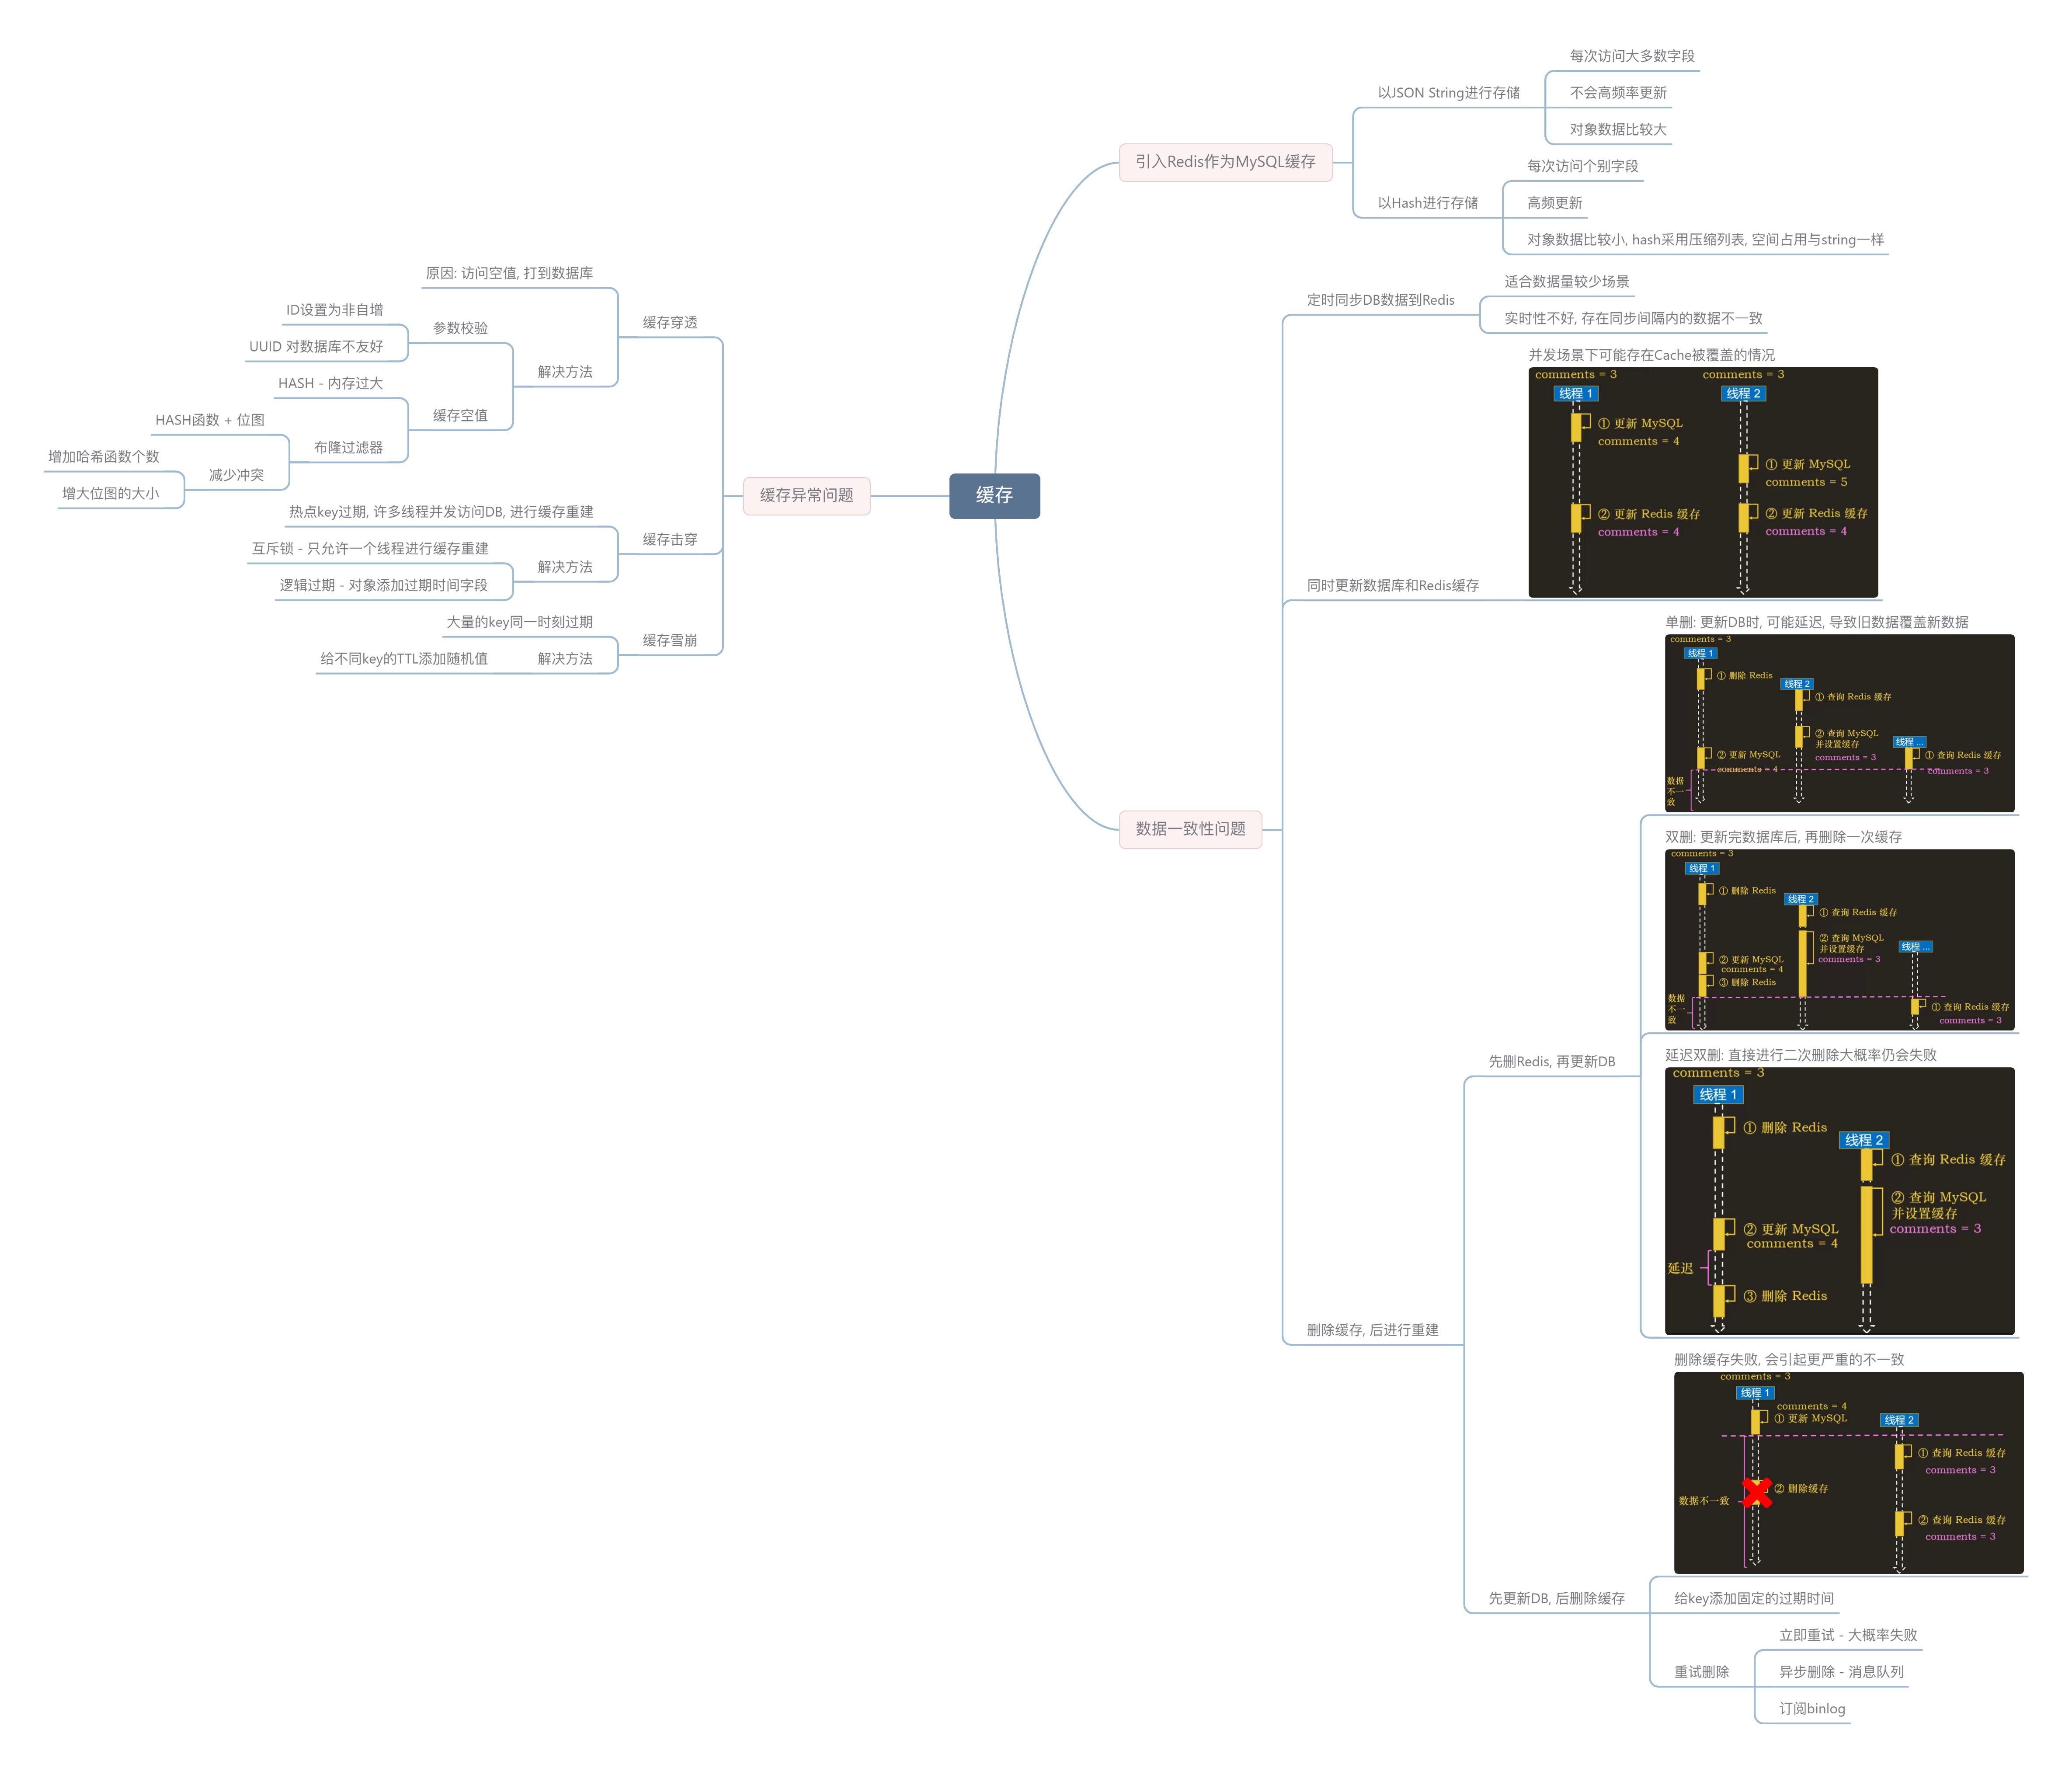 缓存
引入Redis作为MySQL缓存
以JSON String进行存储
每次访问大多数字段
不会高频率更新
对象数据比较大
以Hash进行存储
每次访问个别字段
高频更新
对象数据比较小, hash采用压缩列表, 空间占用与string一样
数据一致性问题
定时同步DB数据到Redis
适合数据量较少场景
实时性不好, 存在同步间隔内的数据不一致
同时更新数据库和Redis缓存
并发场景下可能存在Cache被覆盖的情况
comments = 3
comments = 3
线程 1
线程 2
① 更新 MySQL
comments = 4
① 更新 MySQL
comments = 5
② 更新 Redis 缓存
comments = 4
② 更新 Redis 缓存
comments = 4
删除缓存, 后进行重建
先删Redis, 再更新DB
单删: 更新DB时, 可能延迟, 导致旧数据覆盖新数据
comments = 3
线程 1
① 删除 Redis
线程 2
① 查询 Redis 缓存
② 查询 MySQL
并设置缓存
comments = 3
线程 ...
② 更新 MySQL
comments = 4
① 查询 Redis 缓存
comments = 3
数据
不一
致
双删: 更新完数据库后, 再删除一次缓存
comments = 3
线程 1
① 删除 Redis
线程 2
① 查询 Redis 缓存
② 查询 MySQL
并设置缓存
comments = 3
线程 ...
② 更新 MySQL
comments = 4
③ 删除 Redis
数据
不一
致
① 查询 Redis 缓存
comments = 3
延迟双删: 直接进行二次删除大概率仍会失败
comments = 3
线程 1
① 删除 Redis
线程 2
① 查询 Redis 缓存
② 查询 MySQL
并设置缓存
comments = 3
② 更新 MySQL
comments = 4
延迟
③ 删除 Redis
先更新DB, 后删除缓存
删除缓存失败, 会引起更严重的不一致
comments = 3
线程 1
comments = 4
① 更新 MySQL
线程 2
① 查询 Redis 缓存
comments = 3
② 删除缓存
数据不一致
② 查询 Redis 缓存
comments = 3
给key添加固定的过期时间
重试删除
立即重试 - 大概率失败
异步删除 - 消息队列
订阅binlog
缓存异常问题
缓存穿透
原因: 访问空值, 打到数据库
解决方法
参数校验
ID设置为非自增
UUID 对数据库不友好
缓存空值
HASH - 内存过大
布隆过滤器
HASH函数 + 位图
减少冲突
增加哈希函数个数
增大位图的大小
缓存击穿
热点key过期, 许多线程并发访问DB, 进行缓存重建
解决方法
互斥锁 - 只允许一个线程进行缓存重建
逻辑过期 - 对象添加过期时间字段
缓存雪崩
大量的key同一时刻过期
解决方法
给不同key的TTL添加随机值